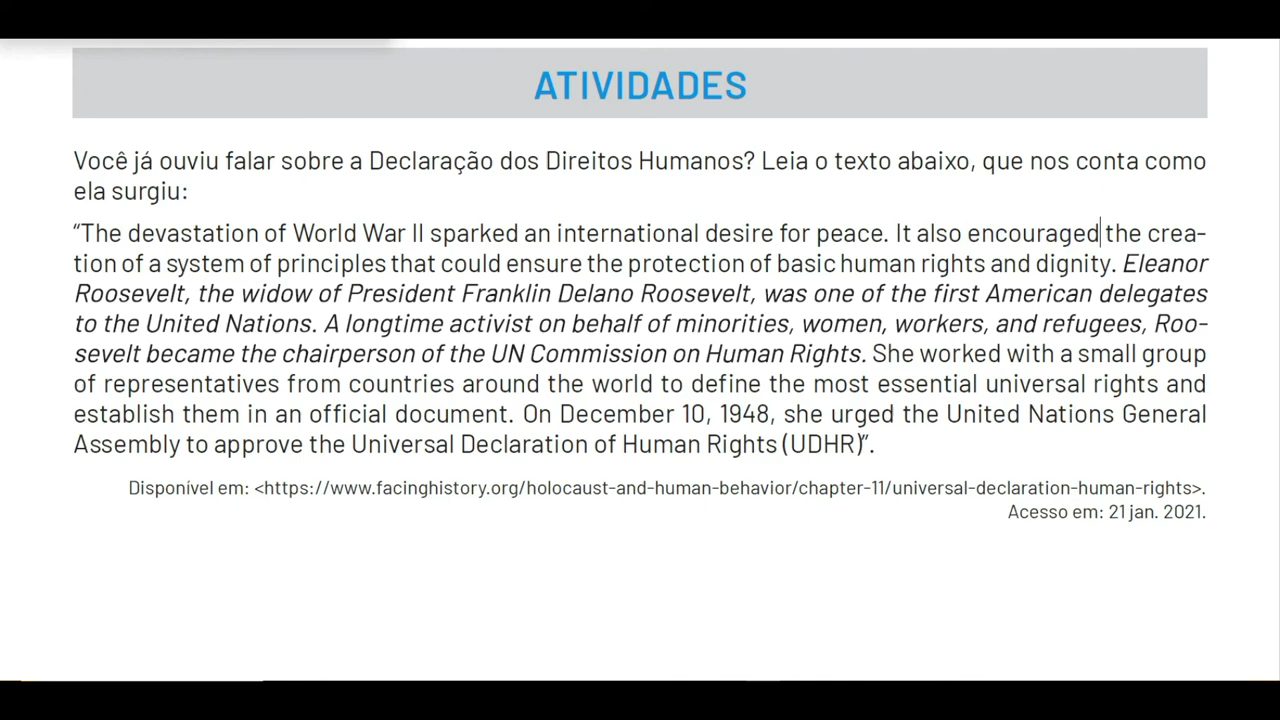 ATIVIDADES
Você já ouviu falar sobre a Declaração dos Direitos Humanos? Leia o texto abaixo, que nos conta como
ela surgiu:
“The devastation of World War II sparked an international desire for peace. It also encouraged the crea-
tion of a system of principles that could ensure the protection of basic human rights and dignity. Eleanor
Roosevelt, the widow of President Franklin Delano Roosevelt, was one of the first American delegates
to the United Nations. A longtime activist on behalf of minorities, women, workers, and refugees, Roo-
sevelt became the chairperson of the UN Commission on Human Rights. She worked with a small group
of representatives from countries around the world to define the most essential universal rights and
establish them in an official document. On December 10, 1948, she urged the United Nations General
Assembly to approve the Universal Declaration of Human Rights (UDHR)”.
Disponível em: <https://www.facinghistory.org/holocaust-and-human-behavior/chapter-11/universal-declaration-human-rights>.
Acesso em: 21 jan. 2021.